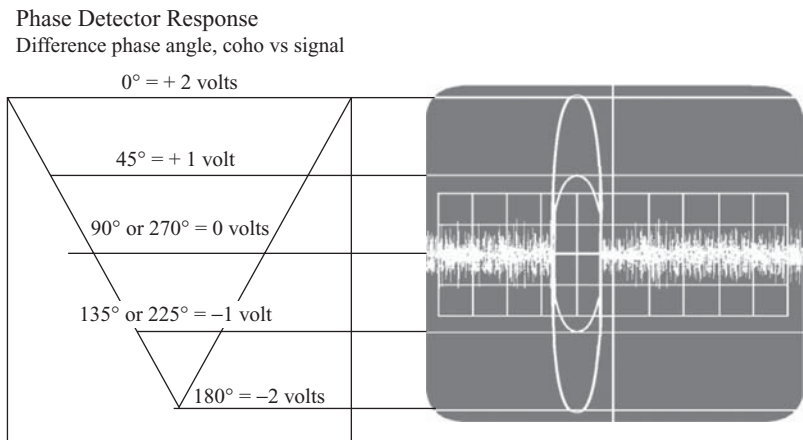 Phase Detector Response
Difference phase angle, coho vs signal
0° = + 2 volts
45° = + 1 volt
90° or 270° = 0 volts
135° or 225° = –1 volt
180° = –2 volts